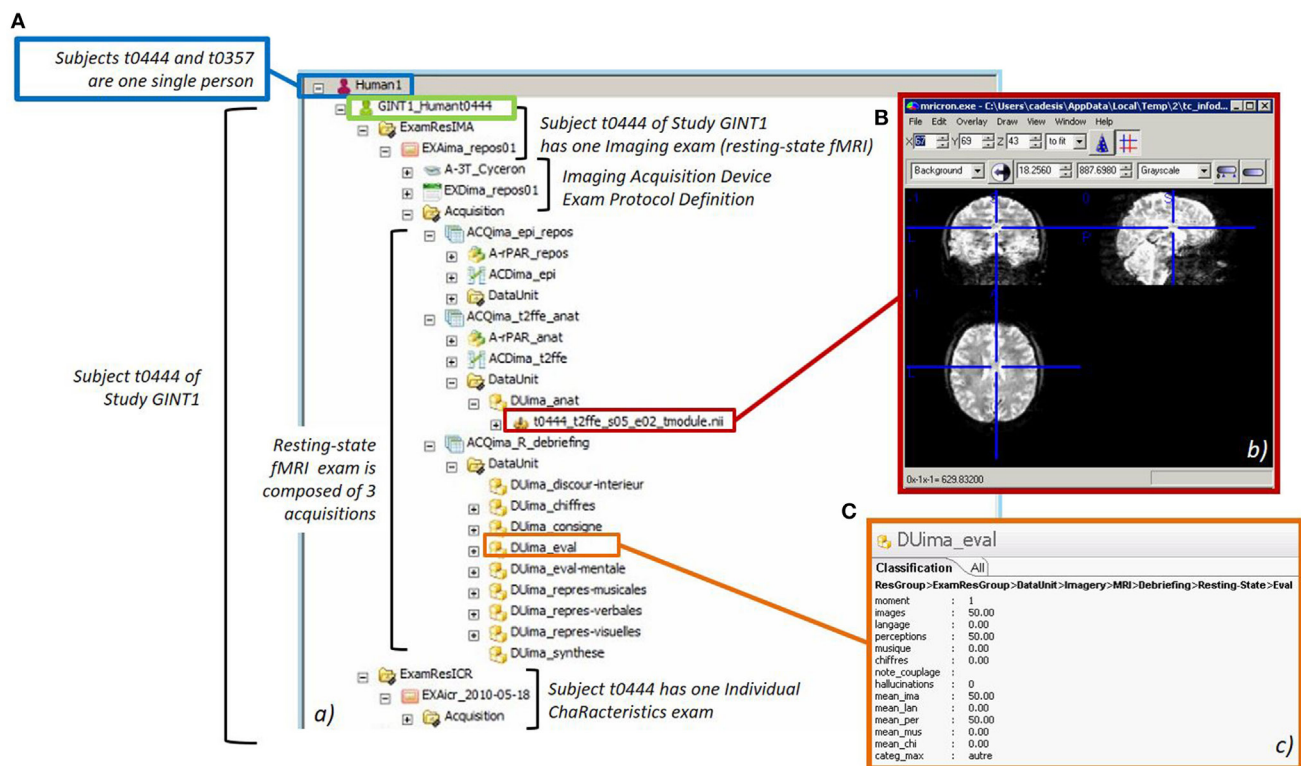 A
Subjects t0444 and t0357
are one single person
Human1
GINT1_Humant0444
ExamResIMA
EXAima_repos01
A-3T_Cyceron
EXDima_repos01
Acquisition
ACQima_epi_repos
A-rPAR_repos
ACDima_epi
DataUnit
ACQima_t2ffe_anat
A-rPAR_anat
ACDima_t2ffe
DataUnit
DUima_anat
t0444_t2ffe_s05_e02_tmodule.nii
ACQima_R_debriefing
DataUnit
DUima_discour-interieur
DUima_chiffres
DUima_consigne
DUima_eval
DUima_eval-mentale
DUima_repres-musicales
DUima_repres-verbales
DUima_repres-visuelles
DUima_synthese
ExamResICR
EXAicr_2010-05-18
Acquisition
a)
Subject t0444 of Study GINT1
has one Imaging exam (resting-state fMRI)
Imaging Acquisition Device
Exam Protocol Definition
Subject t0444 of
Study GINT1
Resting-state
fMRI exam is
composed of 3
acquisitions
Subject t0444 has one Individual
ChaRacteristics exam
B
mricron.exe - C:\Users\cadesis\AppData\Local\Temp\2\tc_infod...
File Edit Overlay Draw View Window Help
X 67 Y 69 Z 43 to fit
Background 18.2560 887.6980 Grayscale
0x-1x-1= 629.83200
b)
C
DUima_eval
Classification All
ResGroup>ExamResGroup>DataUnit>Imagery>MRI>Debriefing>Resting-State>Eval
moment : 1
images : 50.00
langage : 0.00
perceptions : 50.00
musique : 0.00
chiffres : 0.00
note_couplage :
hallucinations : 0
mean_ima : 50.00
mean_lan : 0.00
mean_per : 50.00
mean_mus : 0.00
mean_chi : 0.00
categ_max : autre
c)